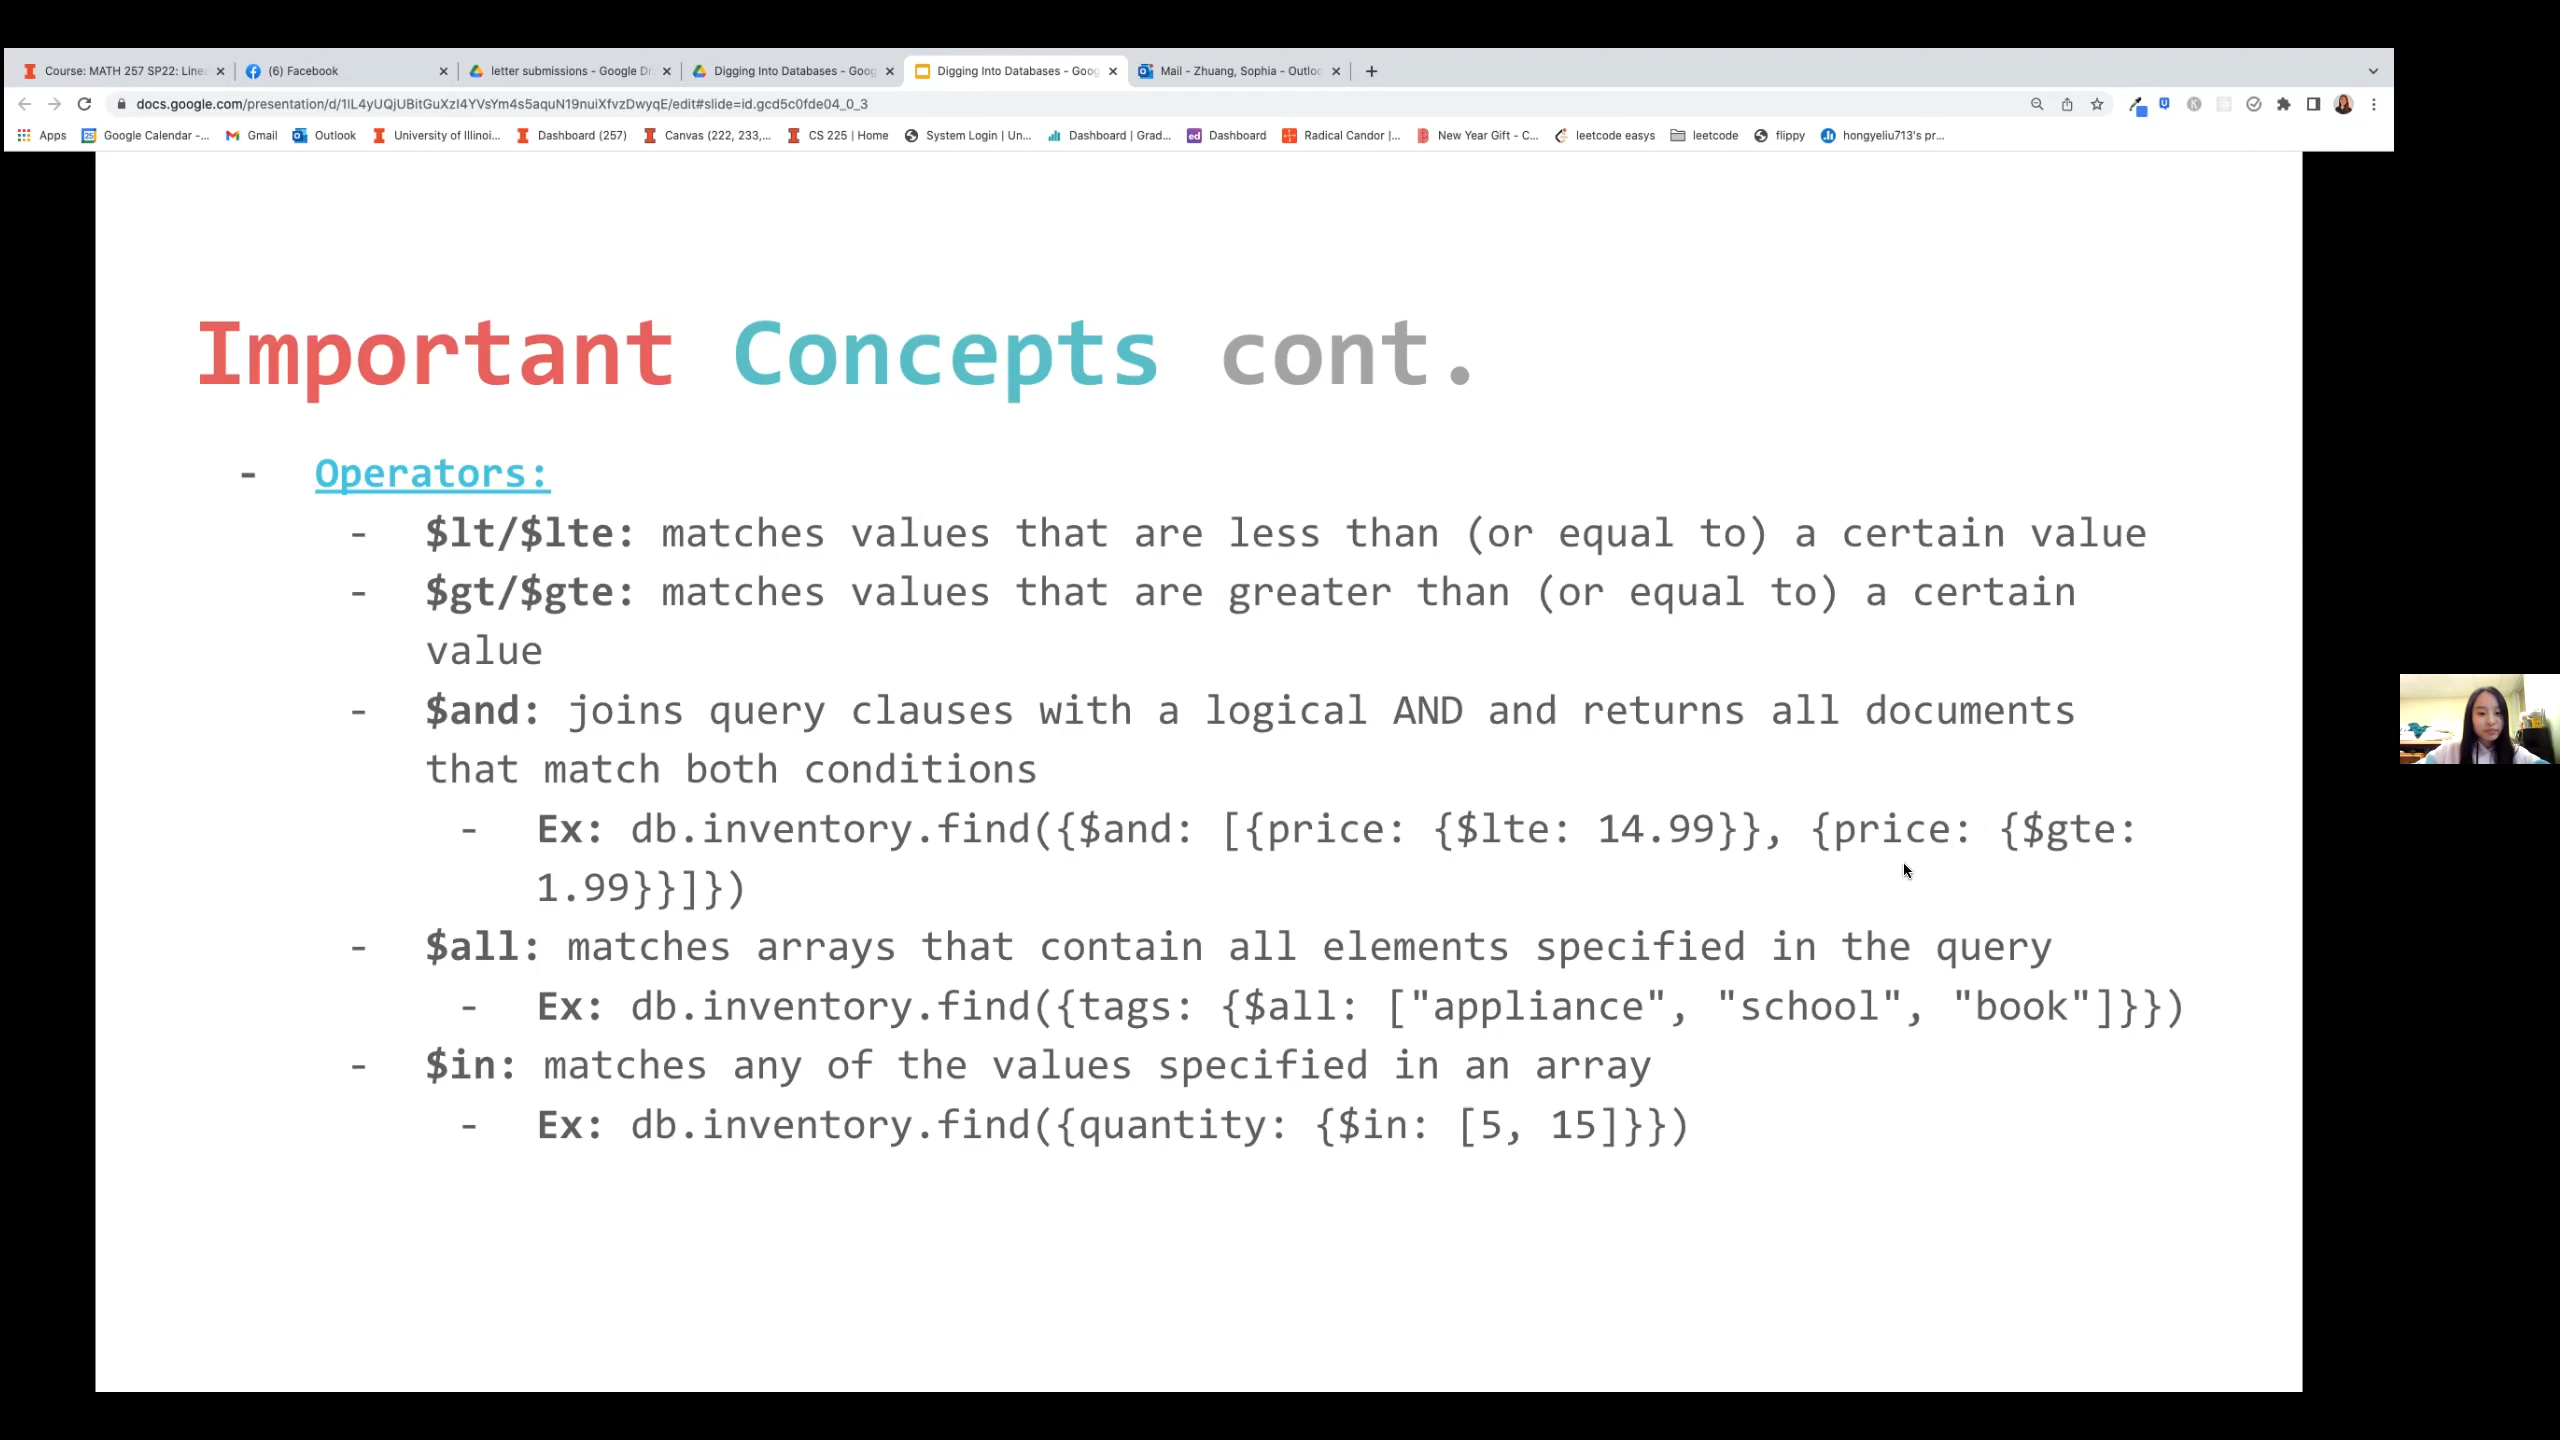 Course: MATH 257 SP22: Linea
(6) Facebook
letter submissions - Google Dr
Digging Into Databases - Goog
Digging Into Databases - Goog
Mail - Zhuang, Sophia - Outloo
docs.google.com/presentation/d/1IL4yUQjUBitGuXzI4YVsYm4s5aquN19nuiXfvzDwyqE/edit#slide=id.gcd5c0fde04_0_3
Apps
Google Calendar -...
Gmail
Outlook
University of Illinoi...
Dashboard (257)
Canvas (222, 233,...
CS 225 | Home
System Login | Un...
Dashboard | Grad...
Dashboard
Radical Candor |...
New Year Gift - C...
leetcode easys
leetcode
flippy
hongyeliu713's pr...
Important Concepts cont.
- Operators:
- $lt/$lte: matches values that are less than (or equal to) a certain value
- $gt/$gte: matches values that are greater than (or equal to) a certain
value
- $and: joins query clauses with a logical AND and returns all documents
that match both conditions
- Ex: db.inventory.find({$and: [{price: {$lte: 14.99}}, {price: {$gte:
1.99}}]})
- $all: matches arrays that contain all elements specified in the query
- Ex: db.inventory.find({tags: {$all: ["appliance", "school", "book"]}})
- $in: matches any of the values specified in an array
- Ex: db.inventory.find({quantity: {$in: [5, 15]}})